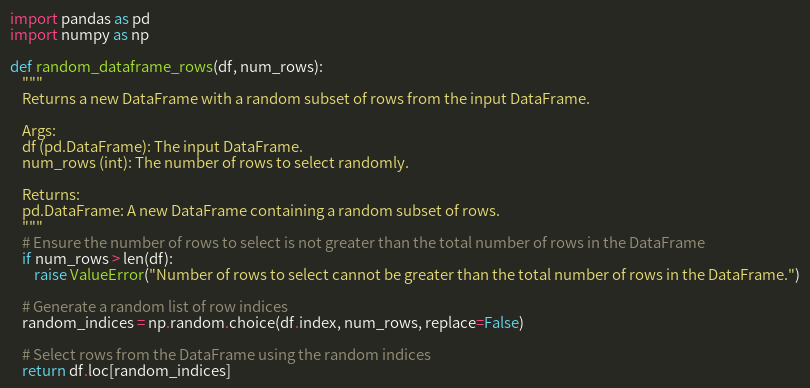 import pandas as pd
import numpy as np

def random_dataframe_rows(df, num_rows):
    """
    Returns a new DataFrame with a random subset of rows from the input DataFrame.

    Args:
    df (pd.DataFrame): The input DataFrame.
    num_rows (int): The number of rows to select randomly.

    Returns:
    pd.DataFrame: A new DataFrame containing a random subset of rows.
    """
    # Ensure the number of rows to select is not greater than the total number of rows in the DataFrame
    if num_rows > len(df):
        raise ValueError("Number of rows to select cannot be greater than the total number of rows in the DataFrame.")

    # Generate a random list of row indices
    random_indices = np.random.choice(df.index, num_rows, replace=False)

    # Select rows from the DataFrame using the random indices
    return df.loc[random_indices]